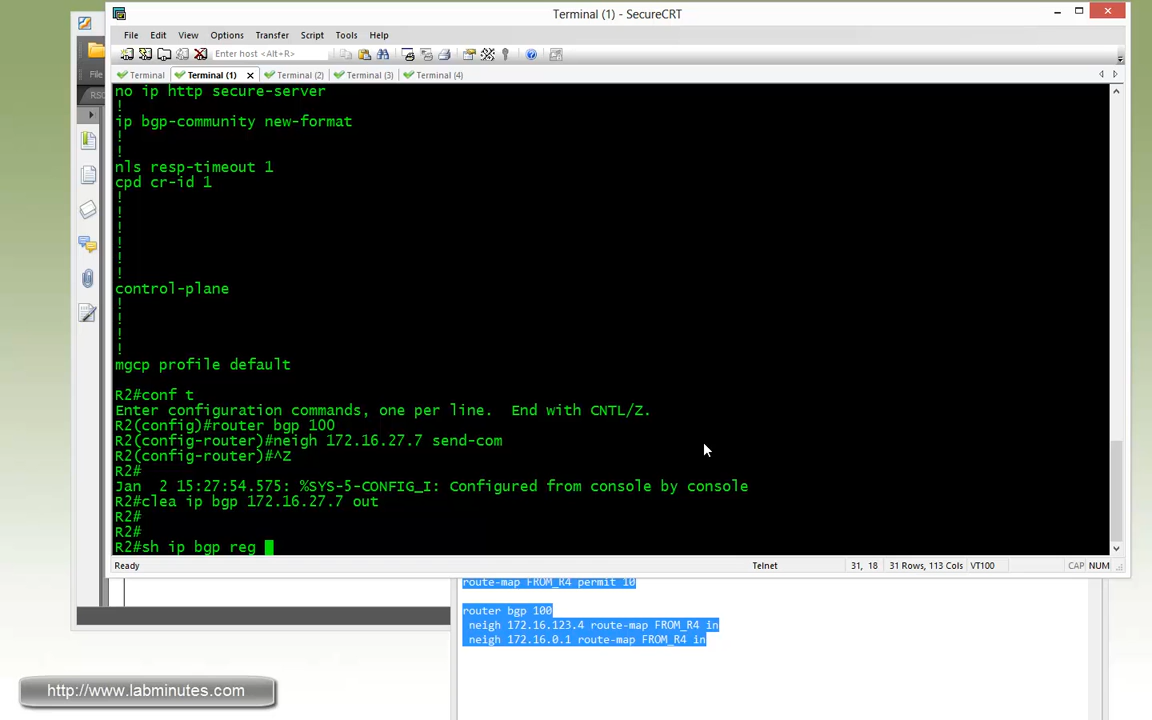 Terminal (1) - SecureCRT
File Edit View Options Transfer Script Tools Help
Enter host <Alt+R>
File
Terminal Terminal (1) Terminal (2) Terminal (3) Terminal (4)
RSC
no ip http secure-server
!
ip bgp-community new-format
!
!
nls resp-timeout 1
cpd cr-id 1
!
!
!
!
!
!
control-plane
!
!
!
!
mgcp profile default
R2#conf t
Enter configuration commands, one per line.  End with CNTL/Z.
R2(config)#router bgp 100
R2(config-router)#neigh 172.16.27.7 send-com
R2(config-router)#^Z
R2#
Jan  2 15:27:54.575: %SYS-5-CONFIG_I: Configured from console by console
R2#clea ip bgp 172.16.27.7 out
R2#
R2#
R2#sh ip bgp reg
Ready Telnet 31, 18 31 Rows, 113 Cols VT100 CAP NUM
route-map FROM_R4 permit 10
router bgp 100
neigh 172.16.123.4 route-map FROM_R4 in
neigh 172.16.0.1 route-map FROM_R4 in
http://www.labminutes.com